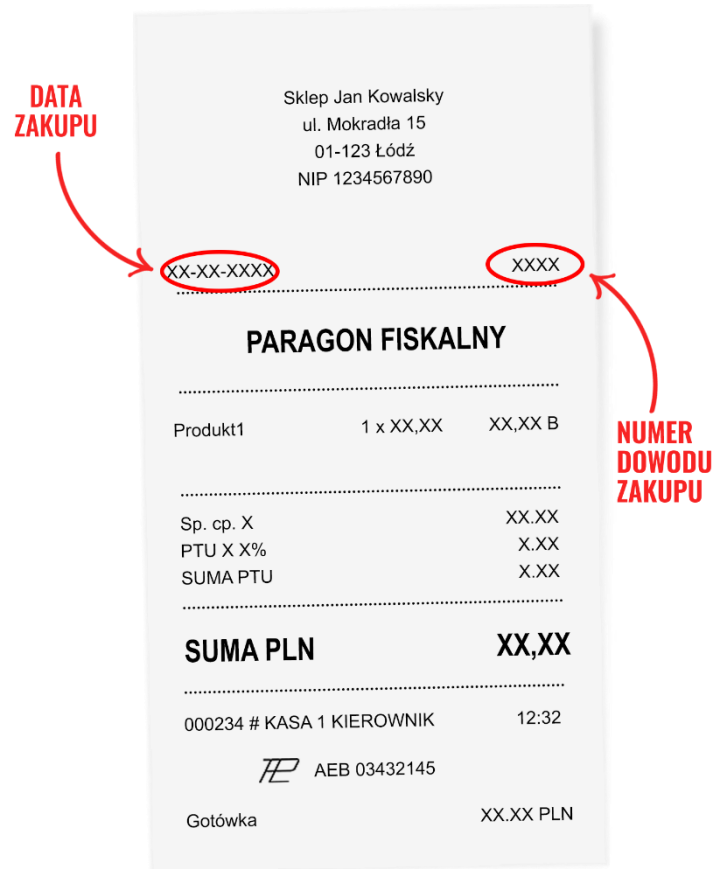 DATA
ZAKUPU
Sklep Jan Kowalsky
ul. Mokradła 15
01-123 Łódź
NIP 1234567890
XX-XX-XXXX XXXX
PARAGON FISKALNY
Produkt1 1 x XX,XX XX,XX B
NUMER
DOWODU
ZAKUPU
Sp. cp. X XX.XX
PTU X X% X.XX
SUMA PTU X.XX
SUMA PLN XX,XX
000234 # KASA 1 KIEROWNIK 12:32
AEB 03432145
Gotówka XX.XX PLN